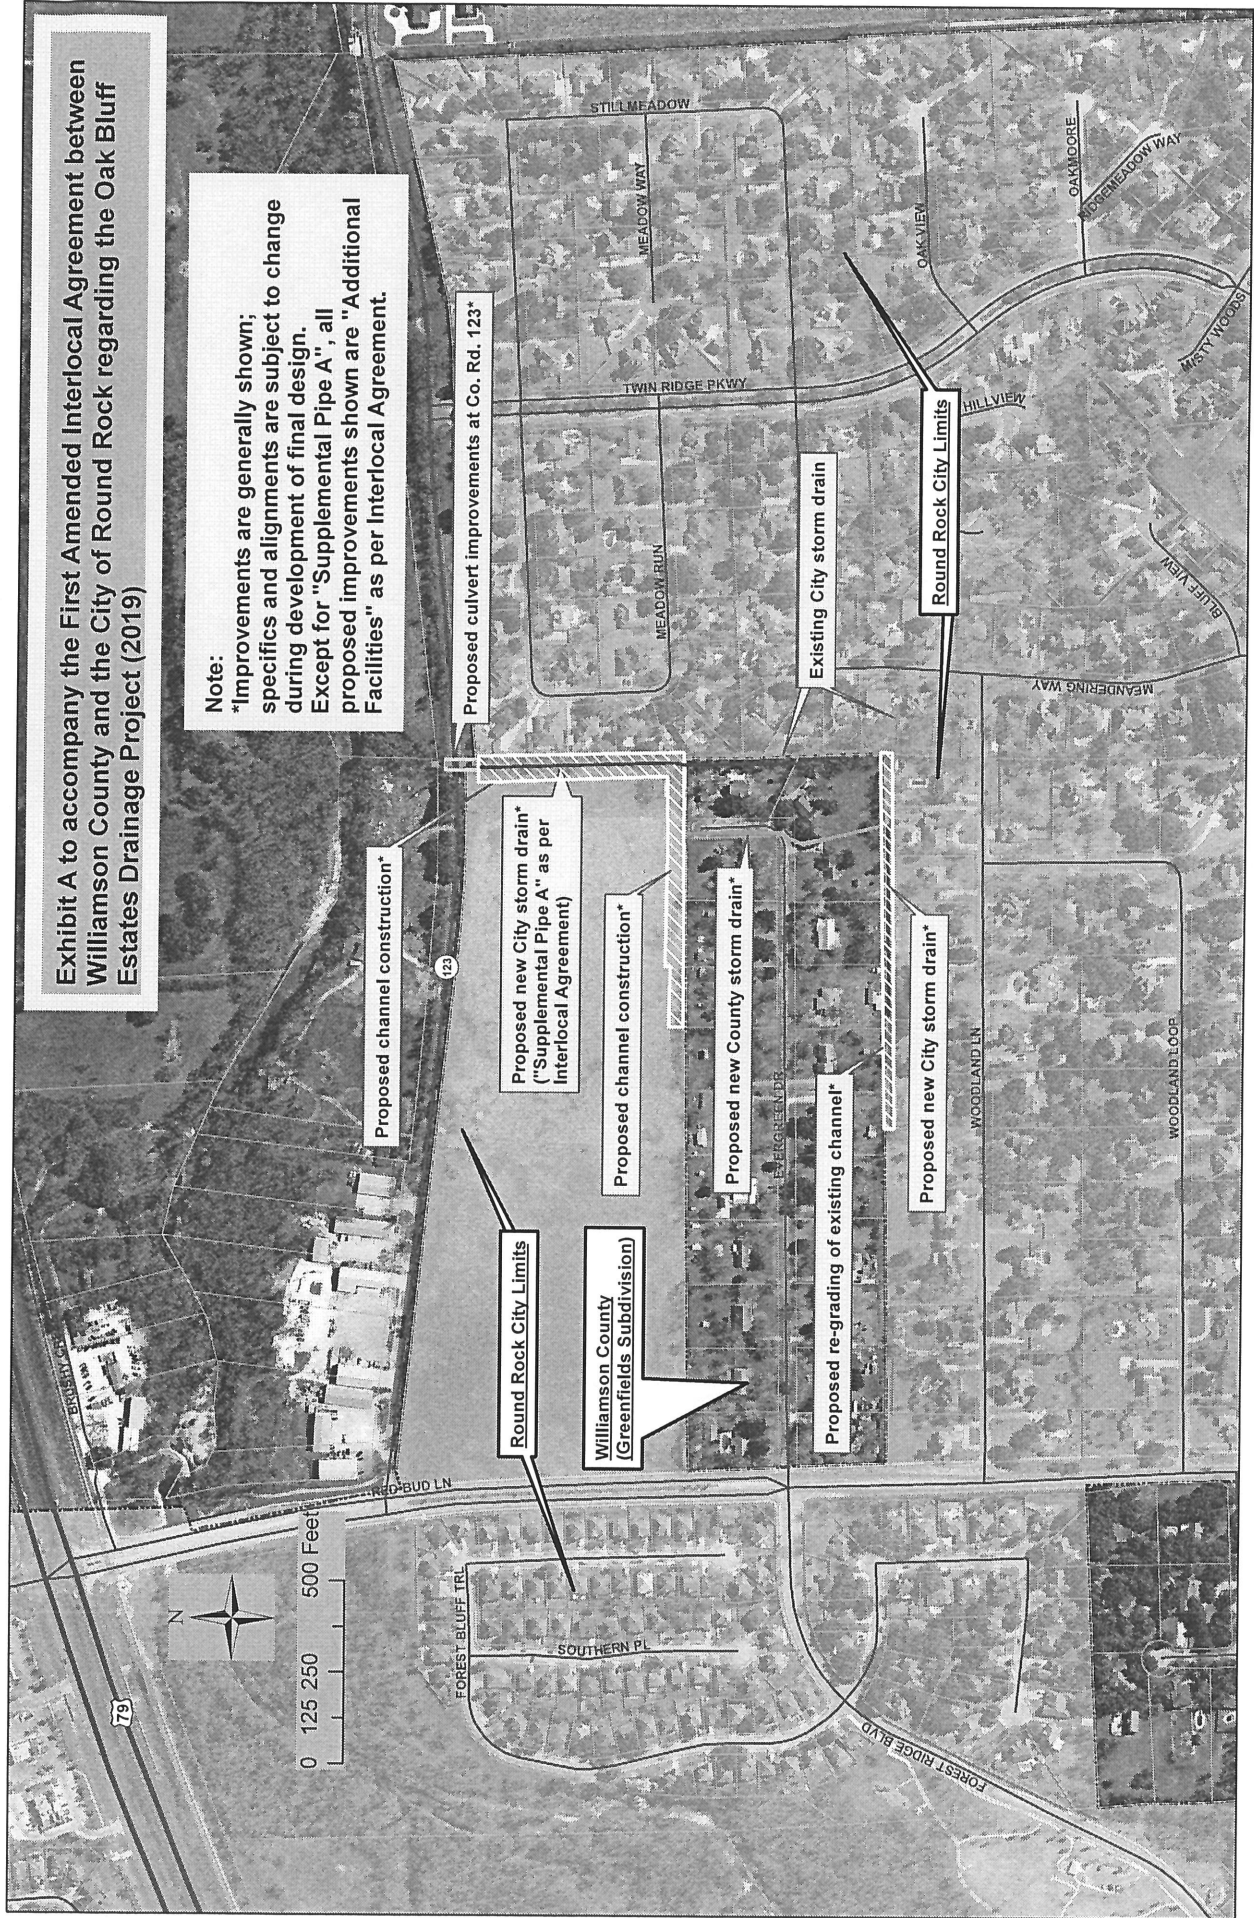 Exhibit A to accompany the First Amended Interlocal Agreement between
Williamson County and the City of Round Rock regarding the Oak Bluff
Estates Drainage Project (2019)
Note:
*Improvements are generally shown;
specifics and alignments are subject to change
during development of final design.
Except for "Supplemental Pipe A", all
proposed improvements shown are "Additional
Facilities" as per Interlocal Agreement.
79
BRUSHY
N
0 125 250 500 Feet
RED BUD LN
Proposed channel construction*
123
Proposed culvert improvements at Co. Rd. 123*
Round Rock City Limits
Proposed new City storm drain*
("Supplemental Pipe A" as per
Interlocal Agreement)
Proposed channel construction*
Williamson County
(Greenfields Subdivision)
Proposed new County storm drain*
EVERGREEN DR
Proposed re-grading of existing channel*
Proposed new City storm drain*
Existing City storm drain
Round Rock City Limits
FOREST BLUFF TRL
SOUTHERN PL
FOREST RIDGE BLVD
WOODLAND LN
WOODLAND LOOP
MEANDERING WAY
BLUFF VIEW
MEADOW RUN
TWIN RIDGE PKWY
HILLVIEW
MEADOW WAY
STILLMEADOW
OAK VIEW
OAKMOORE
RIDGEMEADOW WAY
MISTY WOODS